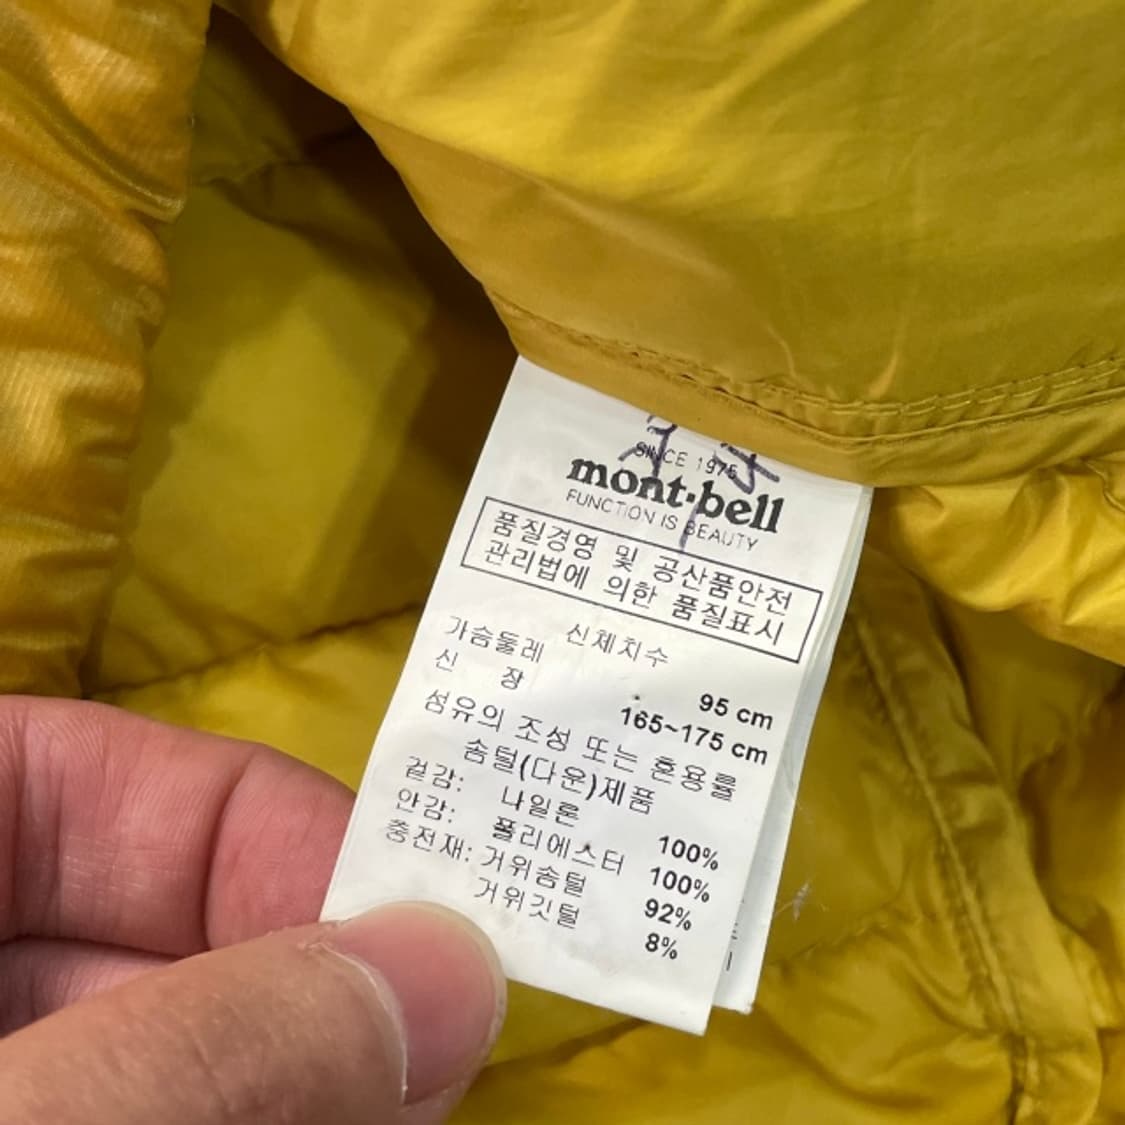 SINCE 1975
mont-bell
FUNCTION IS BEAUTY
품질경영 및 공산품안전
관리법에 의한 품질표시
신체치수
가슴둘레 95 cm
신 장 165~175 cm
섬유의 조성 또는 혼용률
솜털(다운)제품
겉감: 나일론 100%
안감: 폴리에스터 100%
충전재: 거위솜털 92%
거위깃털 8%